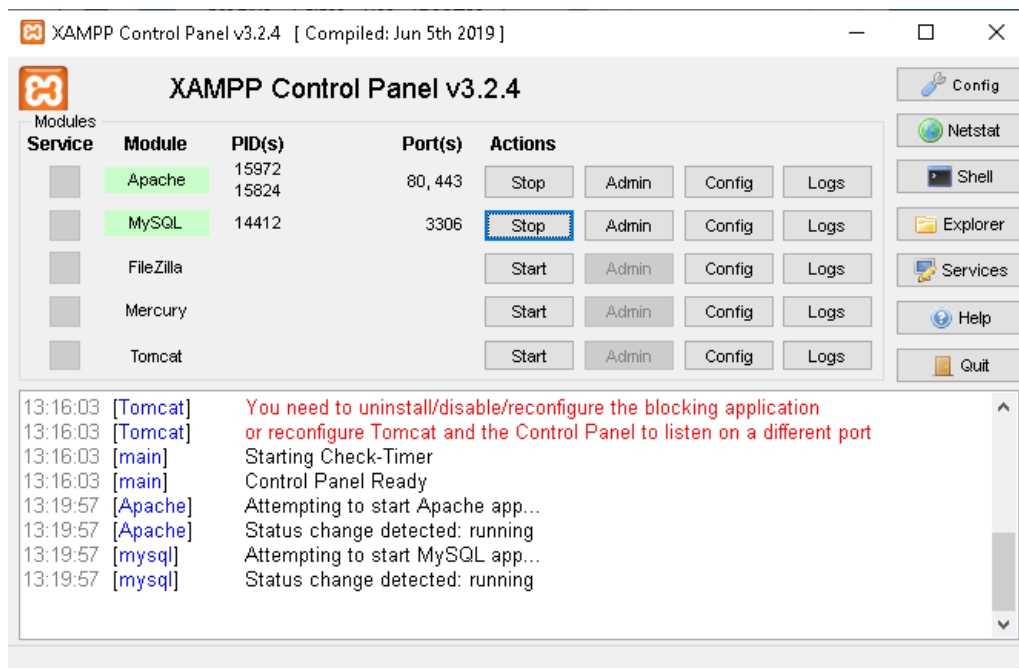 XAMPP Control Panel v3.2.4 [ Compiled: Jun 5th 2019 ]
XAMPP Control Panel v3.2.4
Config
Modules
Service Module PID(s) Port(s) Actions
Netstat
Apache 15972 15824 80, 443 Stop Admin Config Logs
Shell
MySQL 14412 3306 Stop Admin Config Logs
Explorer
FileZilla Start Admin Config Logs
Services
Mercury Start Admin Config Logs
Help
Tomcat Start Admin Config Logs
Quit
13:16:03 [Tomcat] You need to uninstall/disable/reconfigure the blocking application
13:16:03 [Tomcat] or reconfigure Tomcat and the Control Panel to listen on a different port
13:16:03 [main] Starting Check-Timer
13:16:03 [main] Control Panel Ready
13:19:57 [Apache] Attempting to start Apache app...
13:19:57 [Apache] Status change detected: running
13:19:57 [mysql] Attempting to start MySQL app...
13:19:57 [mysql] Status change detected: running